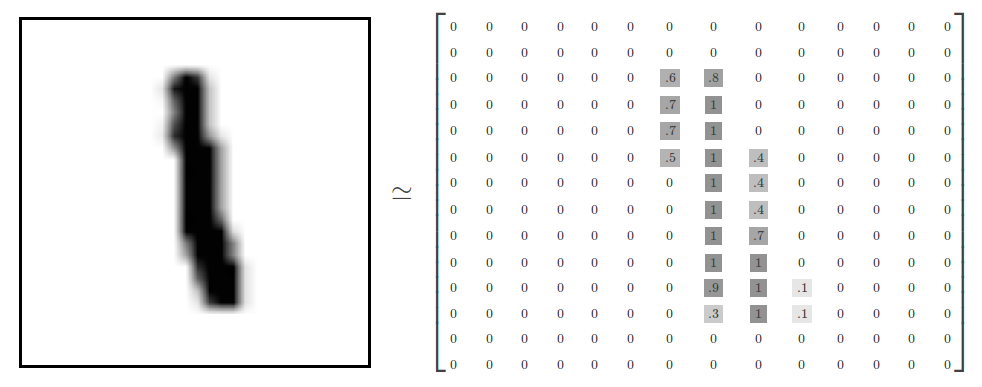 ≃
0 0 0 0 0 0 0 0 0 0 0 0 0 0
0 0 0 0 0 0 0 0 0 0 0 0 0 0
0 0 0 0 0 0 .6 .8 0 0 0 0 0 0
0 0 0 0 0 0 .7 1 0 0 0 0 0 0
0 0 0 0 0 0 .7 1 0 0 0 0 0 0
0 0 0 0 0 0 .5 1 .4 0 0 0 0 0
0 0 0 0 0 0 0 1 .4 0 0 0 0 0
0 0 0 0 0 0 0 1 .4 0 0 0 0 0
0 0 0 0 0 0 0 1 .7 0 0 0 0 0
0 0 0 0 0 0 0 1 1 0 0 0 0 0
0 0 0 0 0 0 0 .9 1 .1 0 0 0 0
0 0 0 0 0 0 0 .3 1 .1 0 0 0 0
0 0 0 0 0 0 0 0 0 0 0 0 0 0
0 0 0 0 0 0 0 0 0 0 0 0 0 0